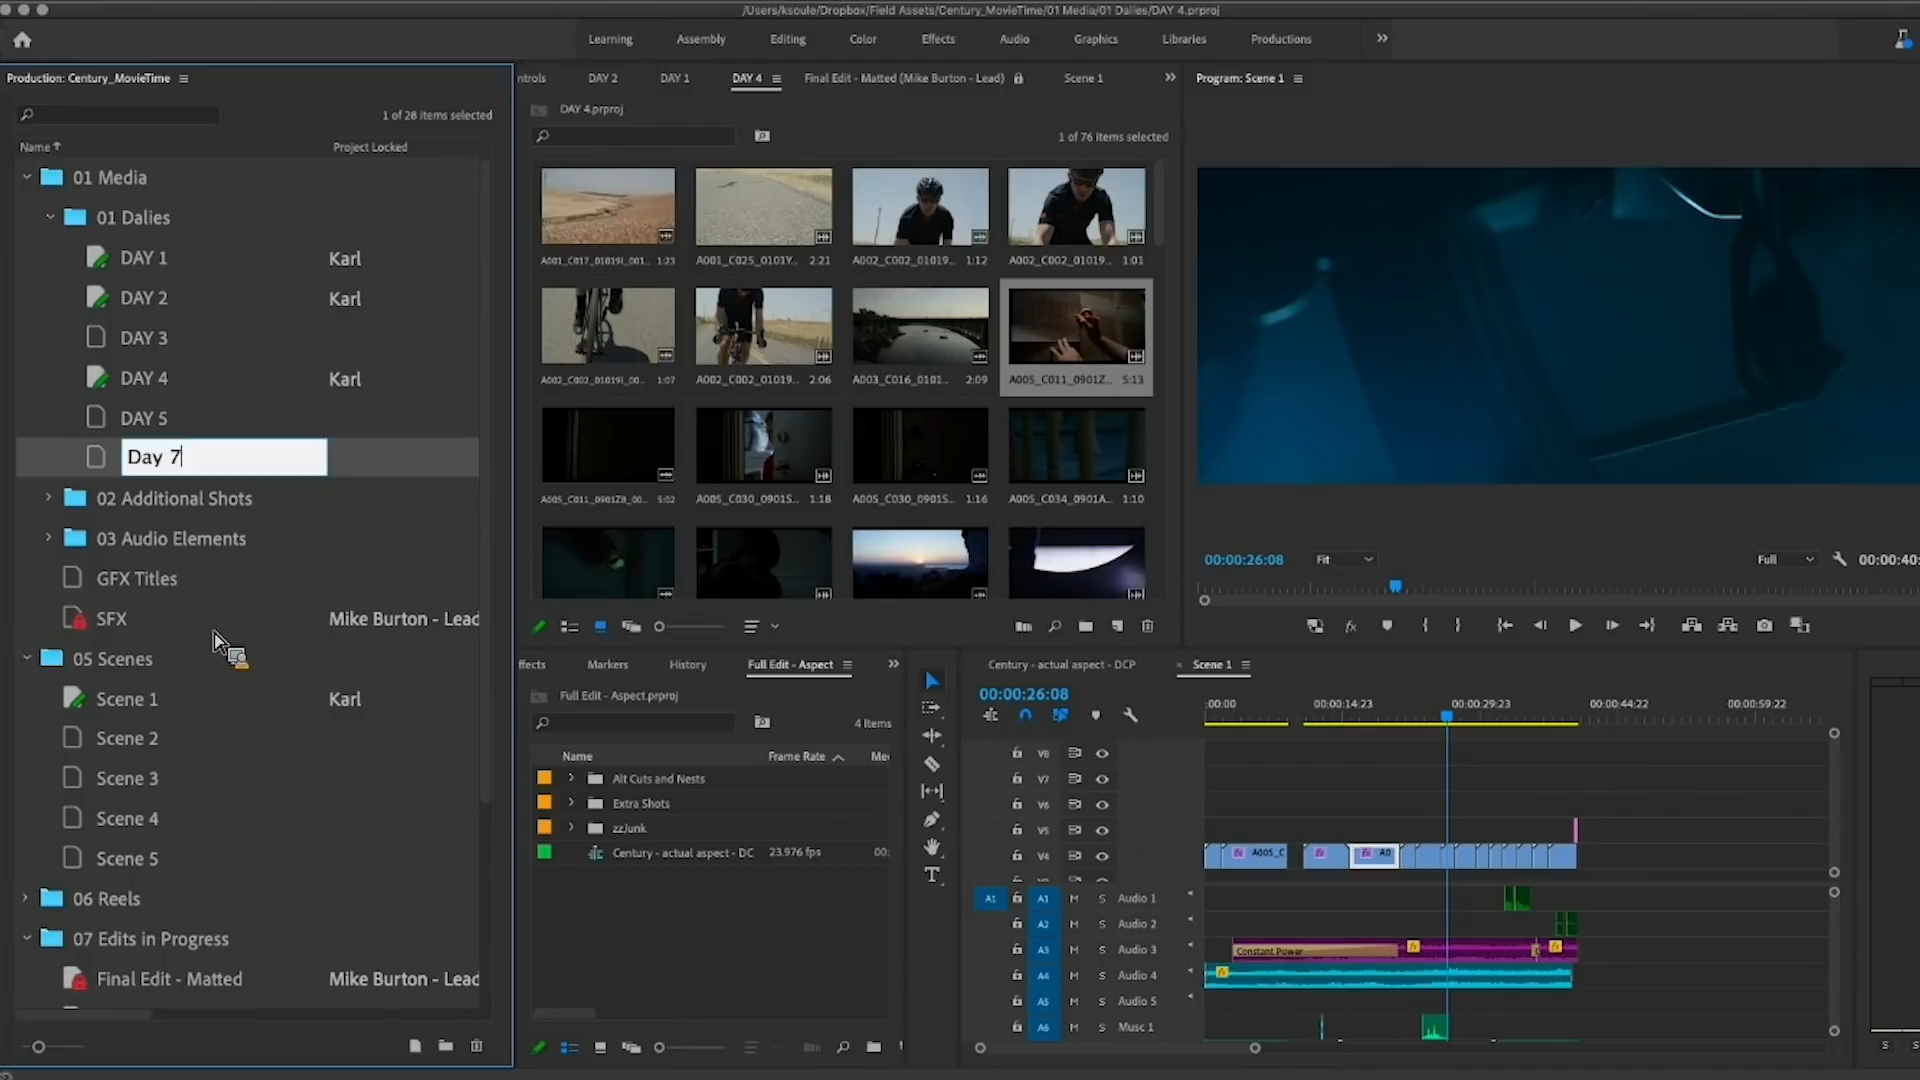 /Users/ksoule/Dropbox/Field Assets/Century_MovieTime/01 Media/01 Dalies/DAY 4.prproj
Learning Assembly Editing Color Effects Audio Graphics Libraries Productions
Production: Century_MovieTime
1 of 28 items selected
Name Project Locked
01 Media
01 Dalies
DAY 1 Karl
DAY 2 Karl
DAY 3
DAY 4 Karl
DAY 5
Day 7
02 Additional Shots
03 Audio Elements
GFX Titles
SFX Mike Burton - Lead
05 Scenes
Scene 1 Karl
Scene 2
Scene 3
Scene 4
Scene 5
06 Reels
07 Edits in Progress
Final Edit - Matted Mike Burton - Lead
ntrols DAY 2 DAY 1 DAY 4 Final Edit - Matted (Mike Burton - Lead) Scene 1
DAY 4.prproj
1 of 76 items selected
A001_C017_01019I_001... 1:23 A001_C025_0101Y... 2:21 A002_C002_01019... 1:12 A002_C002_01019... 1:01
A002_C002_01019I_00... 1:07 A002_C002_01019... 2:06 A003_C016_0101... 2:09 A005_C011_0901Z... 5:13
A005_C011_0901Z8_00... 5:02 A005_C030_0901S... 1:18 A005_C030_0901S... 1:16 A005_C034_0901A... 1:10
Program: Scene 1
00:00:26:08 Fit Full 00:00:40:
ffects Markers History Full Edit - Aspect
Full Edit - Aspect.prproj
4 Items
Name Frame Rate Me
Alt Cuts and Nests
Extra Shots
zzJunk
Century - actual aspect - DC 23.976 fps 00:
Century - actual aspect - DCP × Scene 1
00:00:26:08
:00:00 00:00:14:23 00:00:29:23 00:00:44:22 00:00:59:22
V8
V7
V6
V5
V4 fx A005_C fx fx A0
A1 A1 M S Audio 1
A2 M S Audio 2
A3 M S Audio 3 Constant Power fx fx
A4 M S Audio 4 fx
A5 M S Audio 5
A6 M S Musc 1
S S